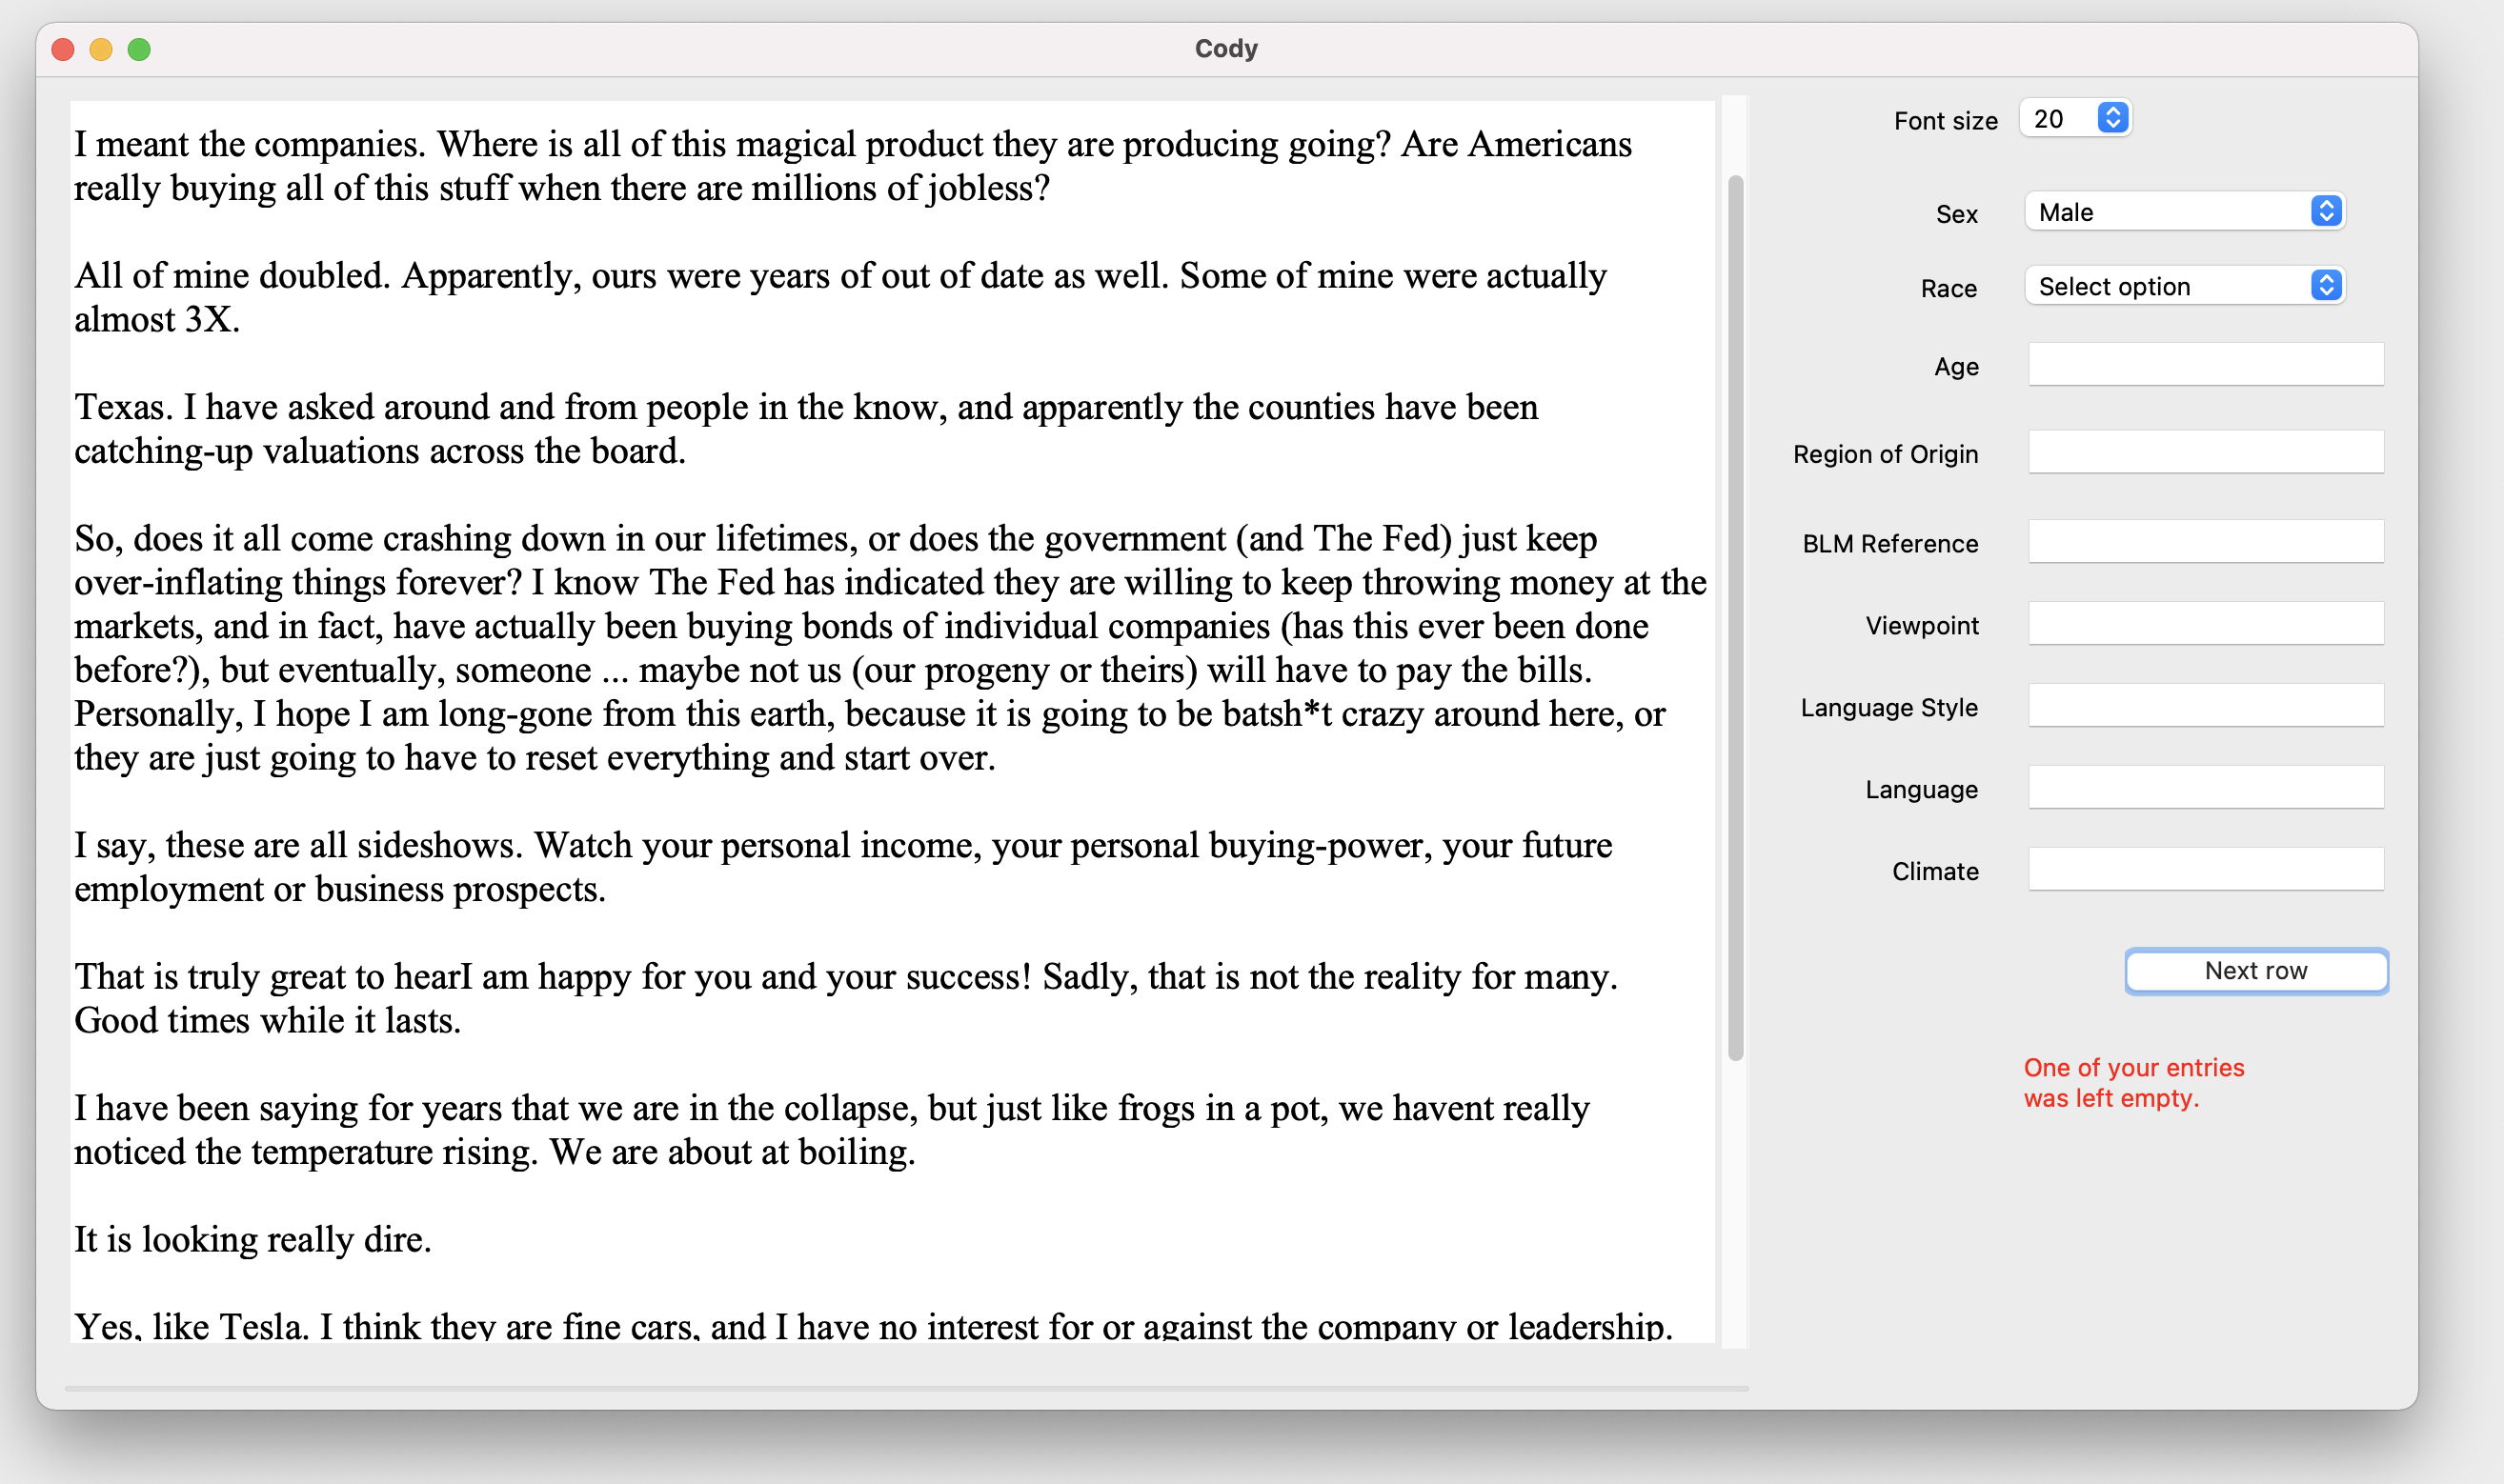 Cody
I meant the companies. Where is all of this magical product they are producing going? Are Americans
really buying all of this stuff when there are millions of jobless?
All of mine doubled. Apparently, ours were years of out of date as well. Some of mine were actually
almost 3X.
Texas. I have asked around and from people in the know, and apparently the counties have been
catching-up valuations across the board.
So, does it all come crashing down in our lifetimes, or does the government (and The Fed) just keep
over-inflating things forever? I know The Fed has indicated they are willing to keep throwing money at the
markets, and in fact, have actually been buying bonds of individual companies (has this ever been done
before?), but eventually, someone ... maybe not us (our progeny or theirs) will have to pay the bills.
Personally, I hope I am long-gone from this earth, because it is going to be batsh*t crazy around here, or
they are just going to have to reset everything and start over.
I say, these are all sideshows. Watch your personal income, your personal buying-power, your future
employment or business prospects.
That is truly great to hearI am happy for you and your success! Sadly, that is not the reality for many.
Good times while it lasts.
I have been saying for years that we are in the collapse, but just like frogs in a pot, we havent really
noticed the temperature rising. We are about at boiling.
It is looking really dire.
Yes, like Tesla. I think they are fine cars, and I have no interest for or against the company or leadership.
Font size 20
Sex Male
Race Select option
Age
Region of Origin
BLM Reference
Viewpoint
Language Style
Language
Climate
Next row
One of your entries
was left empty.